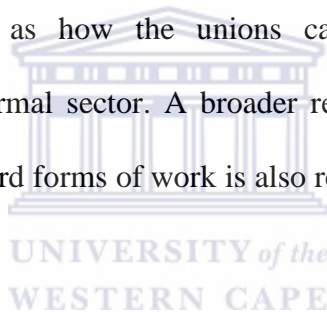 as how the unions ca
rmal sector. A broader re
rd forms of work is also re
UNIVERSITY of the
WESTERN CAPE